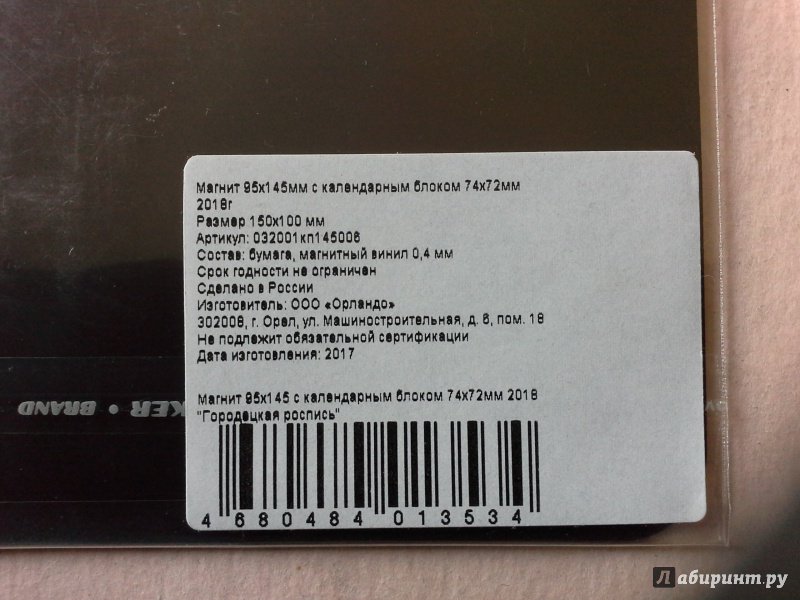 Магнит 95х145мм с календарным блоком 74х72мм
2018г
Размер 150х100 мм
Артикул: 032001кп145006
Состав: бумага, магнитный винил 0,4 мм
Срок годности не ограничен
Сделано в России
Изготовитель: ООО «Орландо»
302008, г. Орел, ул. Машиностроительная, д. 6, пом. 18
Не подлежит обязательной сертификации
Дата изготовления: 2017
Магнит 95х145 с календарным блоком 74х72мм 2018
"Городецкая роспись"
4 680484 013534
KER • BRAND
Лабиринт.ру